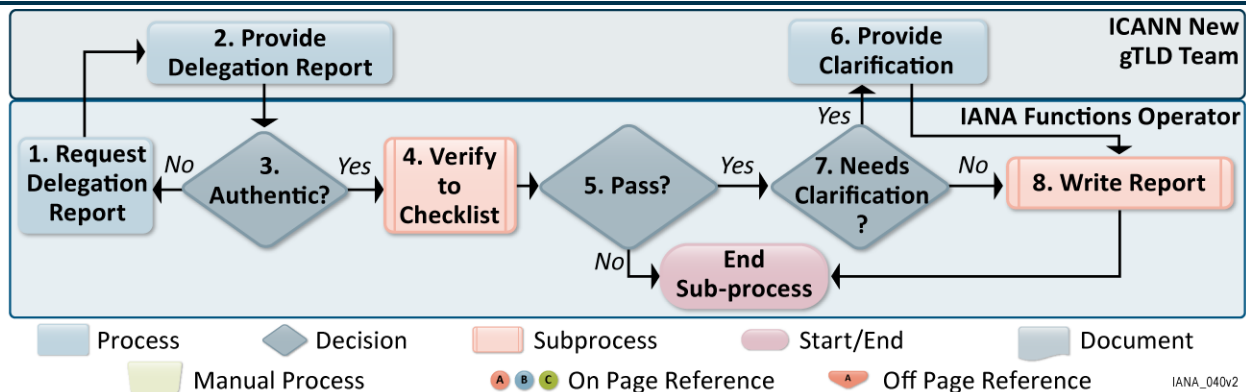 ICANN New
gTLD Team
2. Provide
Delegation Report
6. Provide
Clarification
IANA Functions Operator
1. Request
Delegation
Report
No
3.
Authentic?
Yes
4. Verify
to
Checklist
5. Pass?
Yes
No
7. Needs
Clarification
?
Yes
No
8. Write Report
End
Sub-process
Process
Decision
Subprocess
Start/End
Document
Manual Process
A B C On Page Reference
A Off Page Reference
IANA_040v2